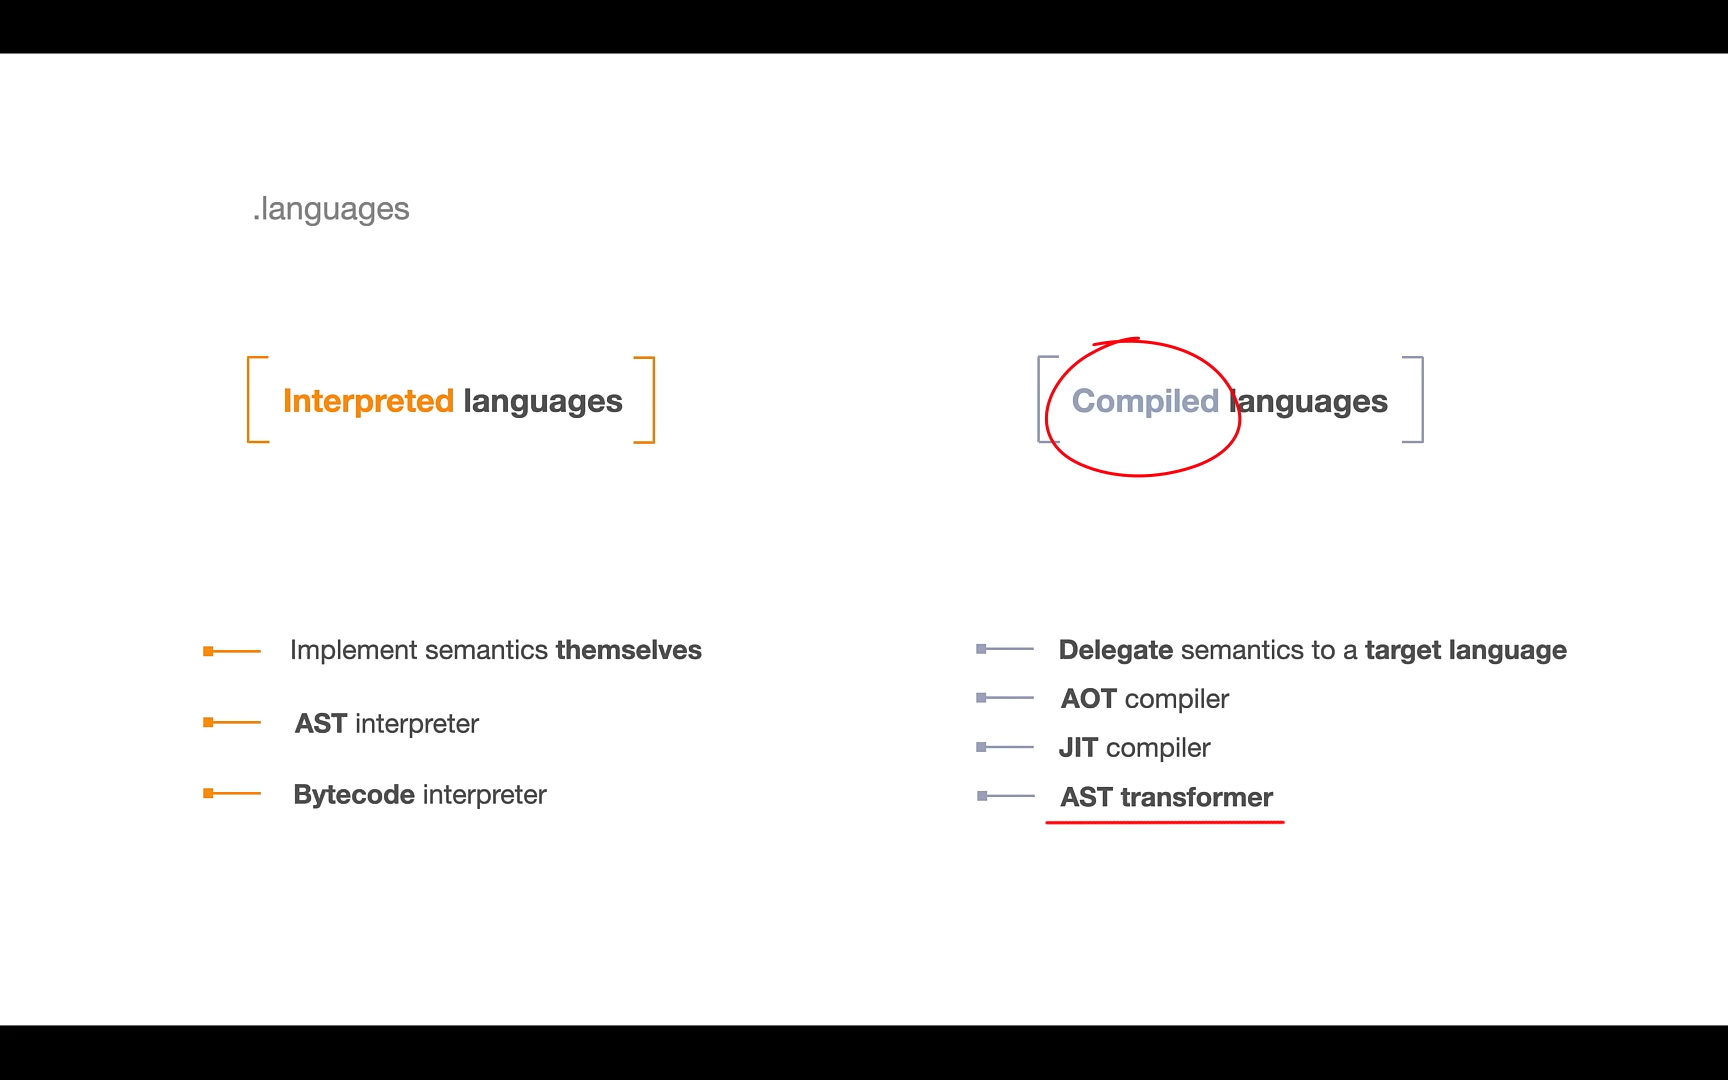 .languages
Interpreted languages
Compiled languages
Implement semantics themselves
AST interpreter
Bytecode interpreter
Delegate semantics to a target language
AOT compiler
JIT compiler
AST transformer